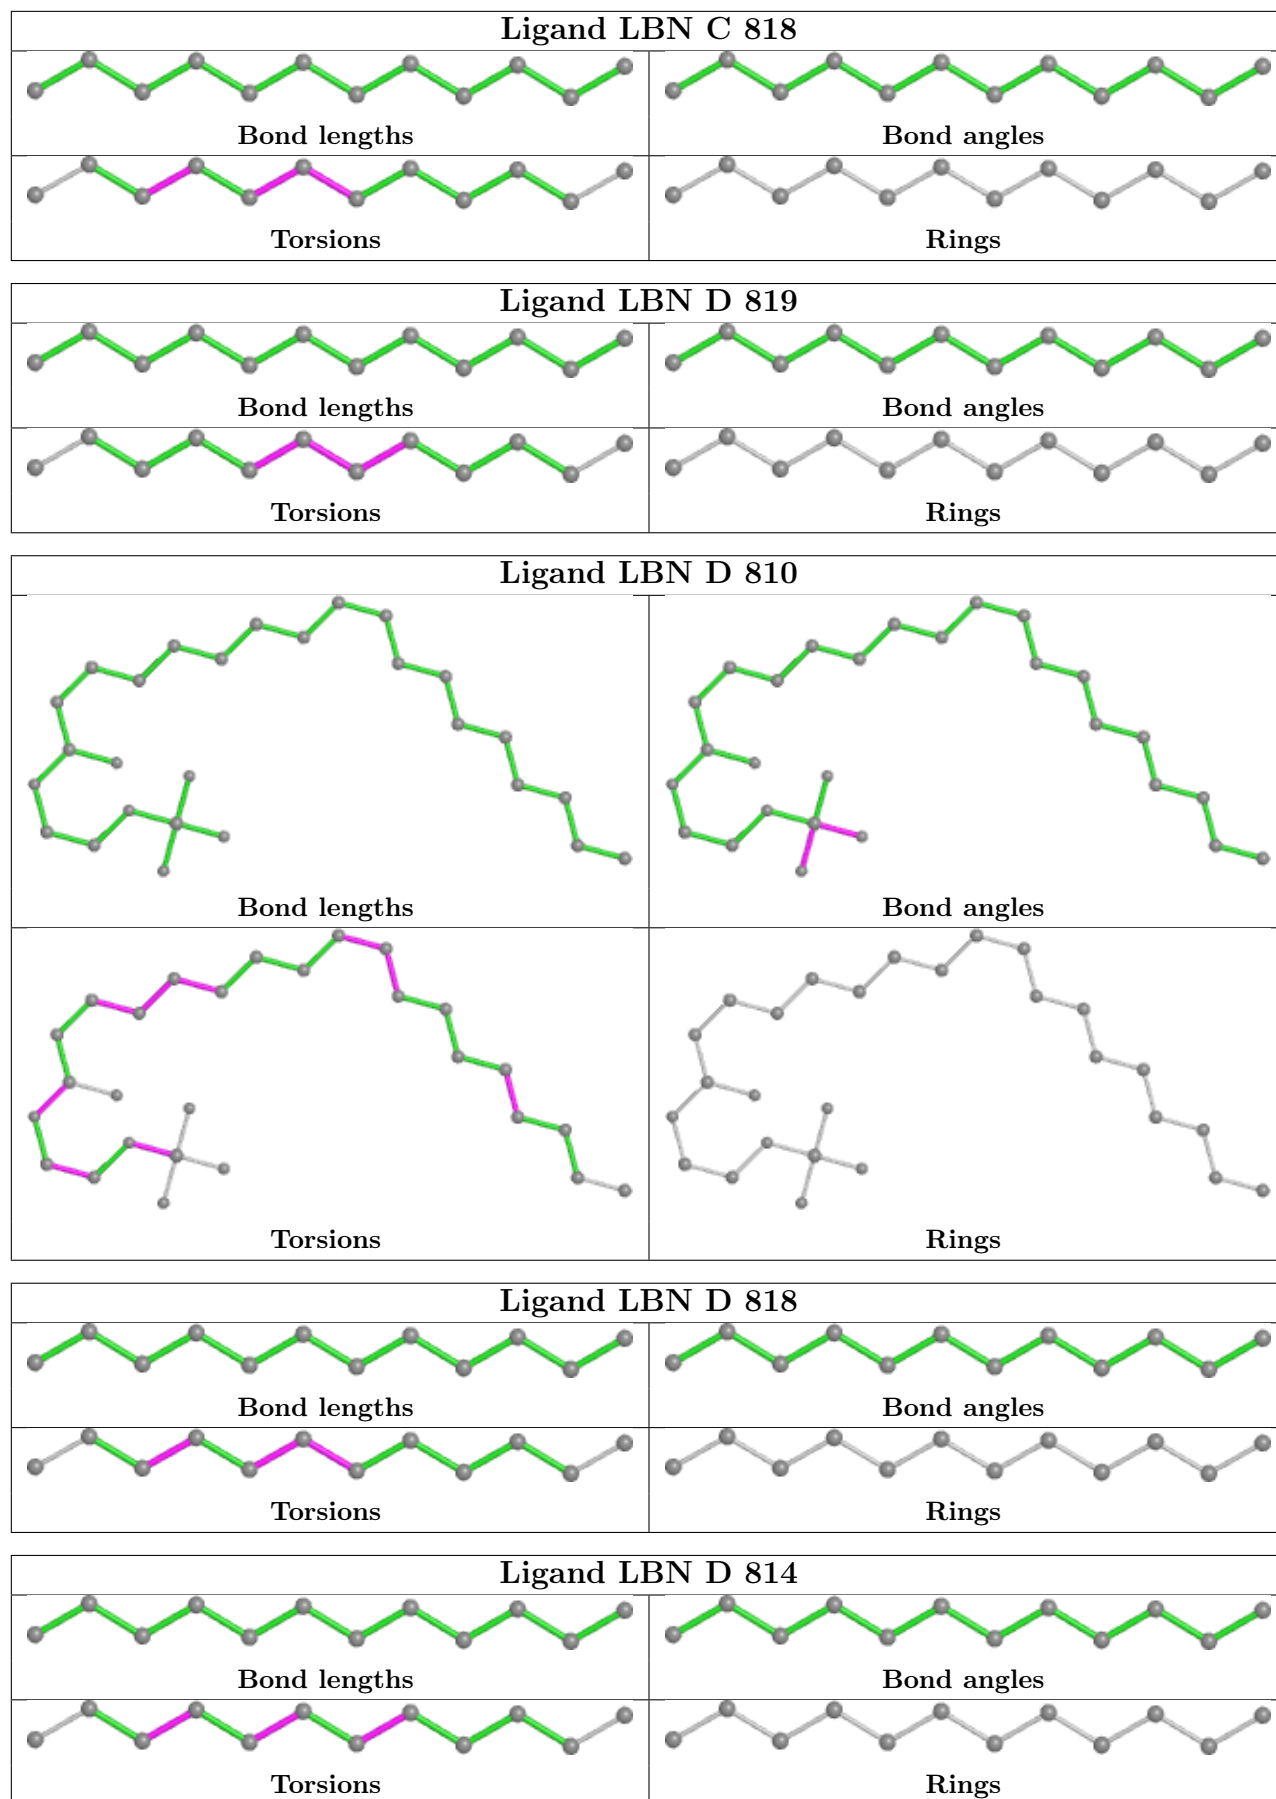 Ligand LBN C 818
Bond lengths
Bond angles
Torsions
Rings
Ligand LBN D 819
Bond lengths
Bond angles
Torsions
Rings
Ligand LBN D 810
Bond lengths
Bond angles
Torsions
Rings
Ligand LBN D 818
Bond lengths
Bond angles
Torsions
Rings
Ligand LBN D 814
Bond lengths
Bond angles
Torsions
Rings